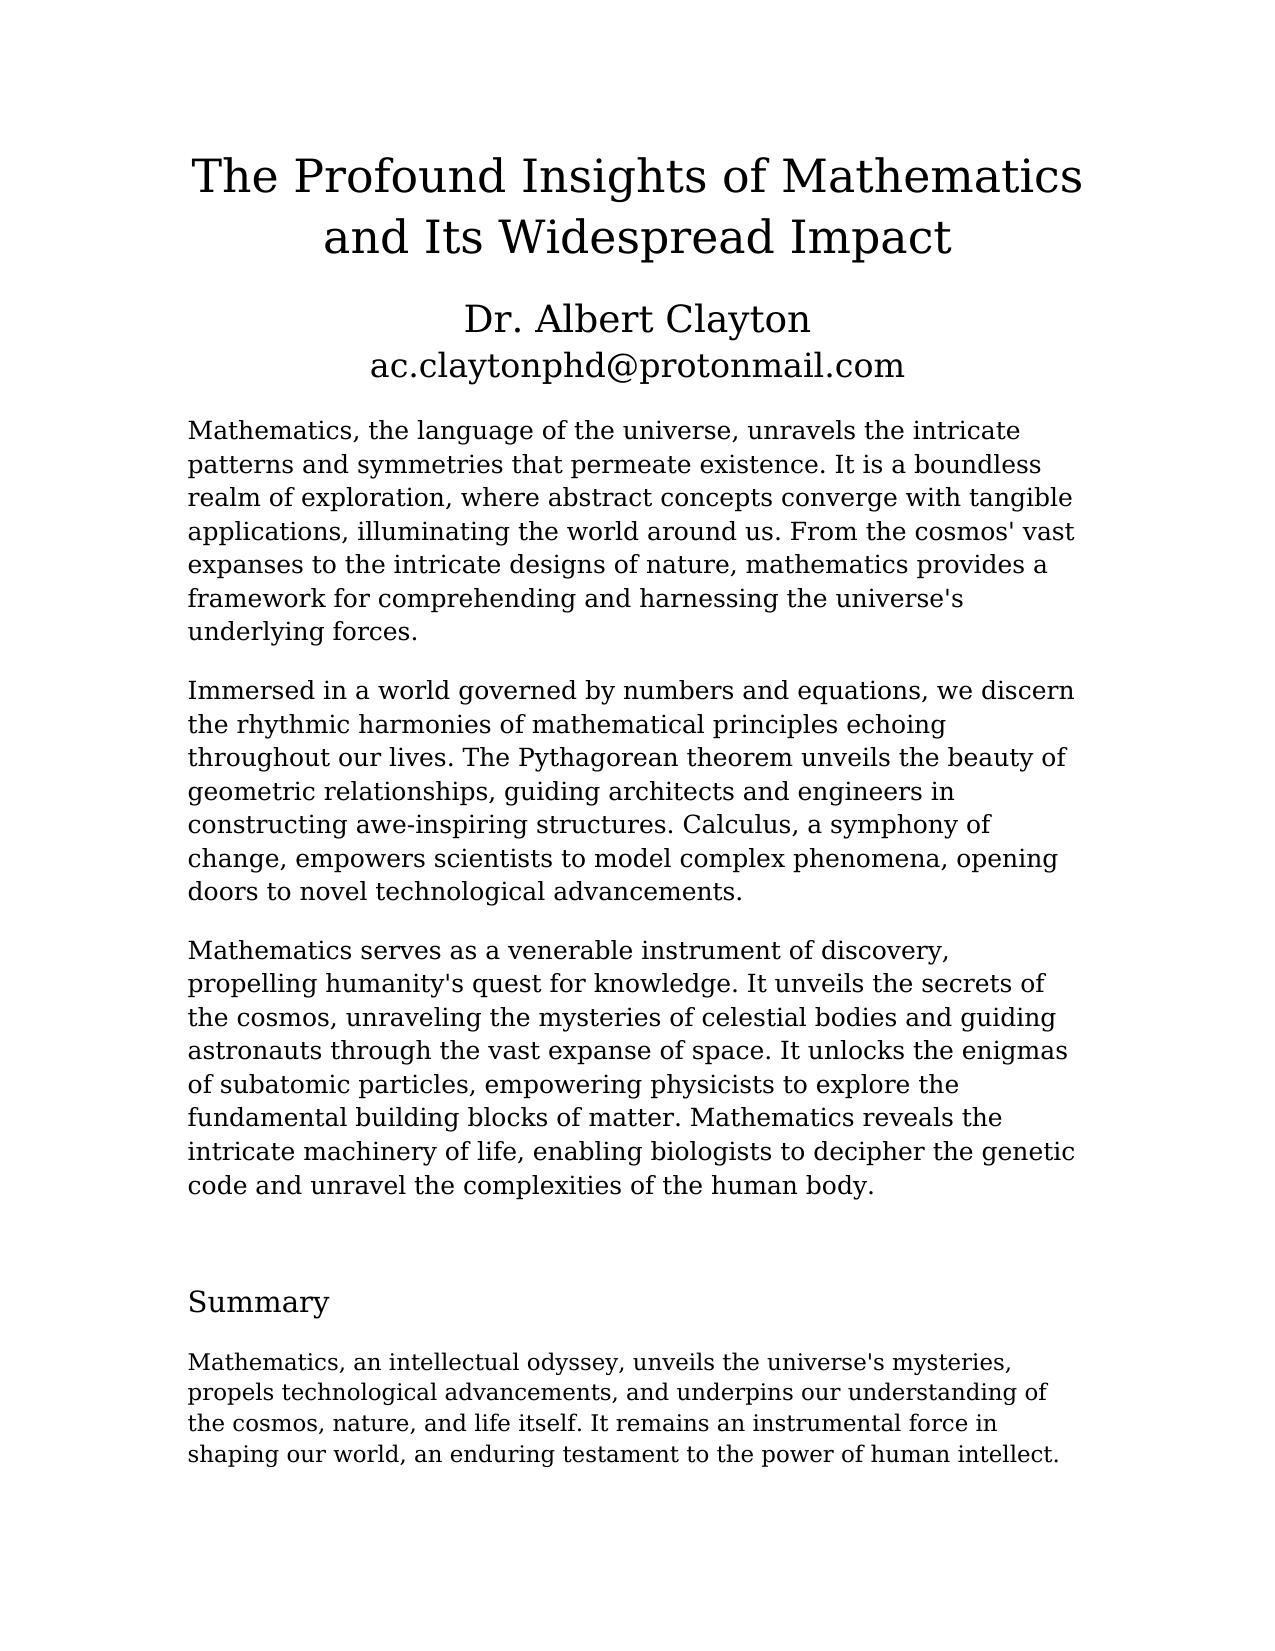 The Profound Insights of Mathematics
and Its Widespread Impact
Dr. Albert Clayton
ac.claytonphd@protonmail.com
Mathematics, the language of the universe, unravels the intricate
patterns and symmetries that permeate existence. It is a boundless
realm of exploration, where abstract concepts converge with tangible
applications, illuminating the world around us. From the cosmos' vast
expanses to the intricate designs of nature, mathematics provides a
framework for comprehending and harnessing the universe's
underlying forces.
Immersed in a world governed by numbers and equations, we discern
the rhythmic harmonies of mathematical principles echoing
throughout our lives. The Pythagorean theorem unveils the beauty of
geometric relationships, guiding architects and engineers in
constructing awe-inspiring structures. Calculus, a symphony of
change, empowers scientists to model complex phenomena, opening
doors to novel technological advancements.
Mathematics serves as a venerable instrument of discovery,
propelling humanity's quest for knowledge. It unveils the secrets of
the cosmos, unraveling the mysteries of celestial bodies and guiding
astronauts through the vast expanse of space. It unlocks the enigmas
of subatomic particles, empowering physicists to explore the
fundamental building blocks of matter. Mathematics reveals the
intricate machinery of life, enabling biologists to decipher the genetic
code and unravel the complexities of the human body.
Summary
Mathematics, an intellectual odyssey, unveils the universe's mysteries,
propels technological advancements, and underpins our understanding of
the cosmos, nature, and life itself. It remains an instrumental force in
shaping our world, an enduring testament to the power of human intellect.